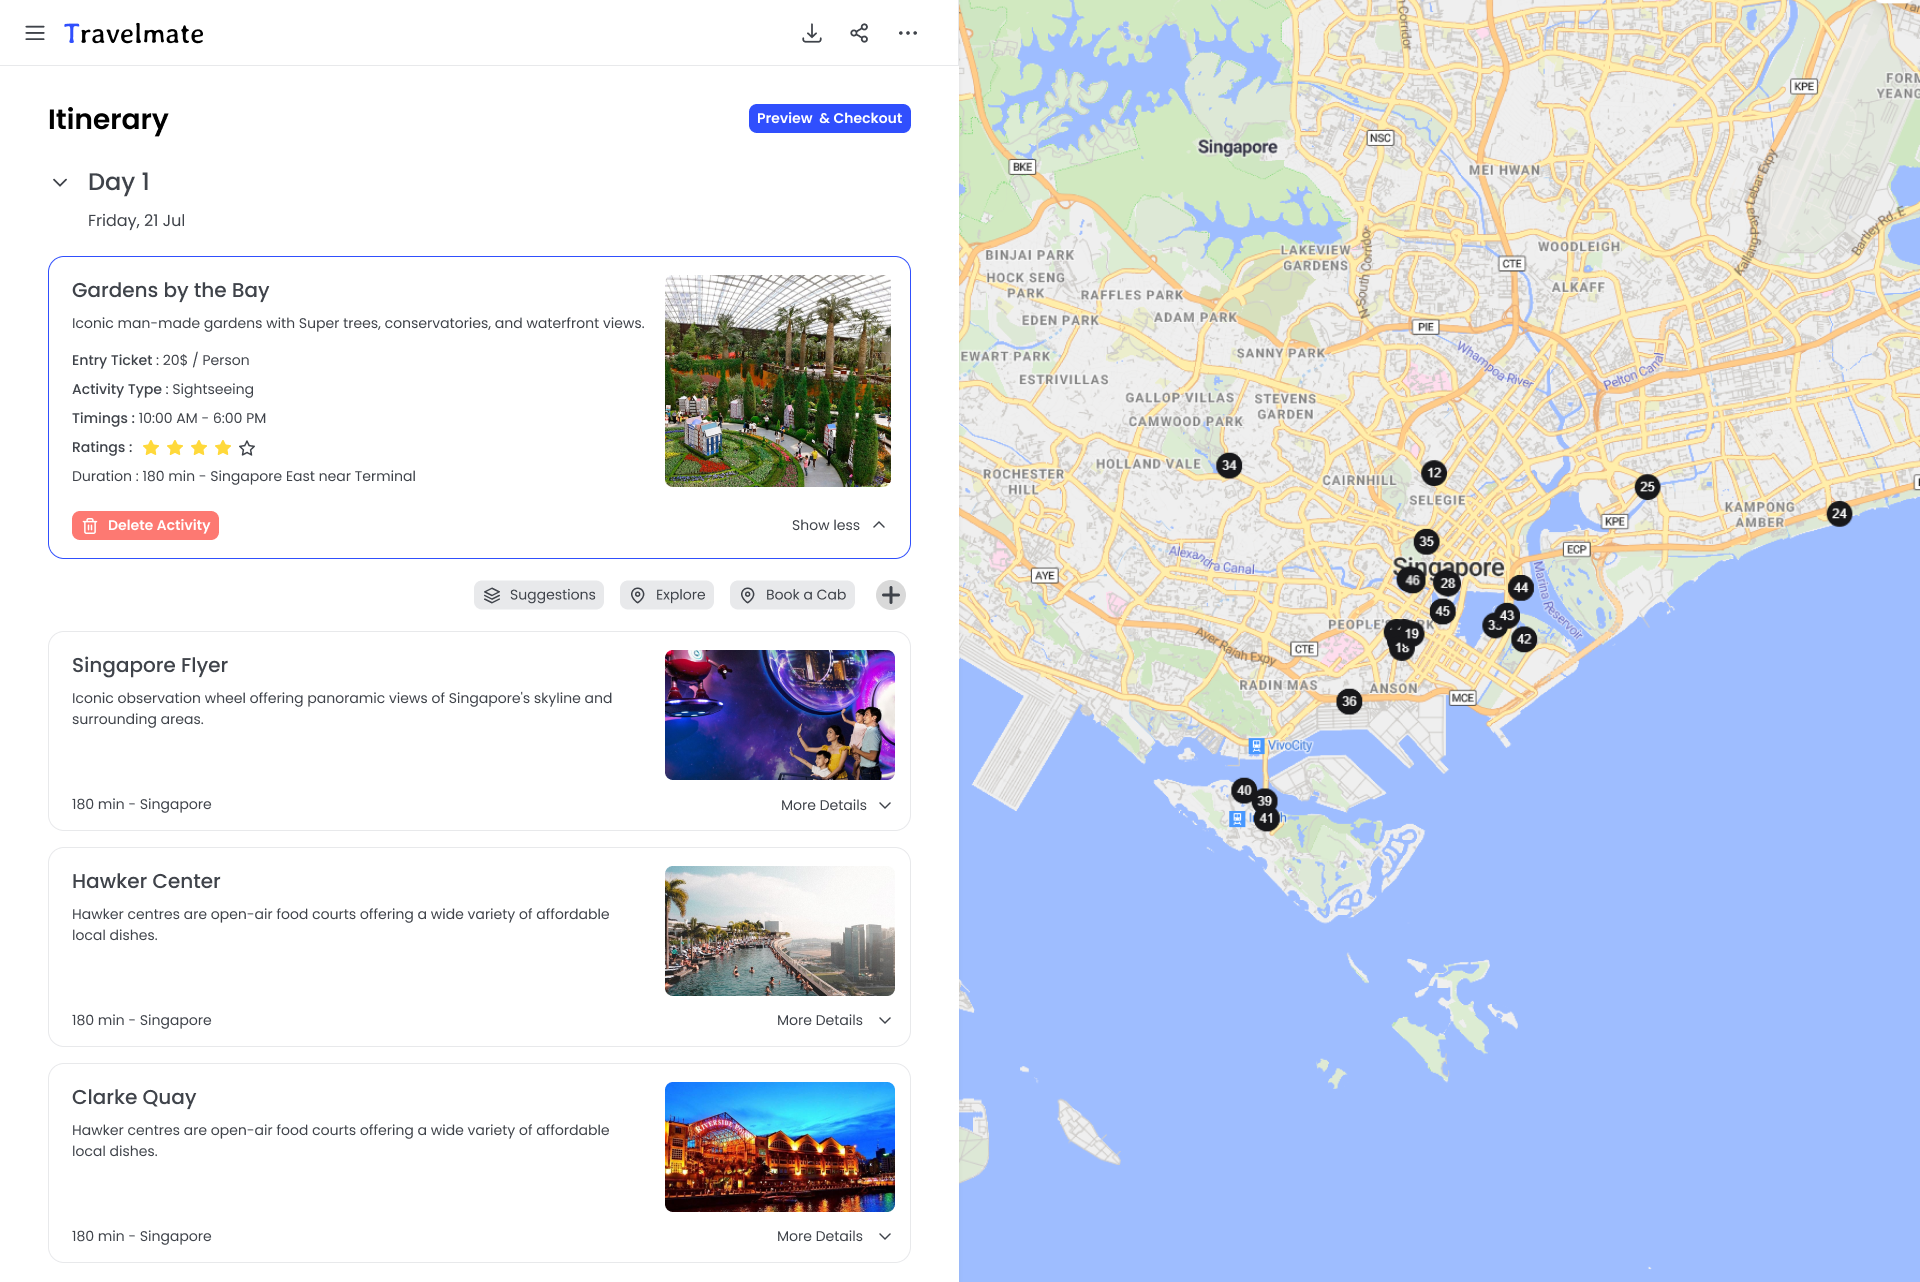 Travelmate
Itinerary
Preview & Checkout
Day 1
Friday, 21 Jul
Gardens by the Bay
Iconic man-made gardens with Super trees, conservatories, and waterfront views.
Entry Ticket : 20$ / Person
Activity Type : Sightseeing
Timings : 10:00 AM - 6:00 PM
Ratings :
Duration : 180 min - Singapore East near Terminal
Delete Activity
Show less
Suggestions
Explore
Book a Cab
Singapore Flyer
Iconic observation wheel offering panoramic views of Singapore's skyline and
surrounding areas.
180 min - Singapore
More Details
Hawker Center
Hawker centres are open-air food courts offering a wide variety of affordable
local dishes.
180 min - Singapore
More Details
Clarke Quay
Hawker centres are open-air food courts offering a wide variety of affordable
local dishes.
RIVERSIDE
180 min - Singapore
More Details
Corridor
KPE
NSC
Singapore
BKE
MEI HWAN
Kallang Paya Lebar Expy
Bartley Rd. E
WOODLEIGH
BINJAI PARK
LAKEVIEW
GARDENS
N South Corridor
CTE
HOCK SENG
PARK
ALKAFF
RAFFLES PARK
EDEN PARK
ADAM PARK
PIE
Whampoa River
EWART PARK
SANNY PARK
Pelton Canal
ESTRIVILLAS
GALLOP VILLAS
STEVENS
GARDEN
CAMWOOD PARK
HOLLAND VALE
34
12
ROCHESTER
HILL
CAIRNHILL
25
SELEGIE
KAMPONG
AMBER
24
KPE
35
Alexandra Canal
ECP
Singapore
AYE
46
28
44
Marina Reservoir
45
43
42
19
18
Ayer Rajah Expy
CTE
RADIN MAS
ANSON
MCE
36
VivoCity
40
39
41